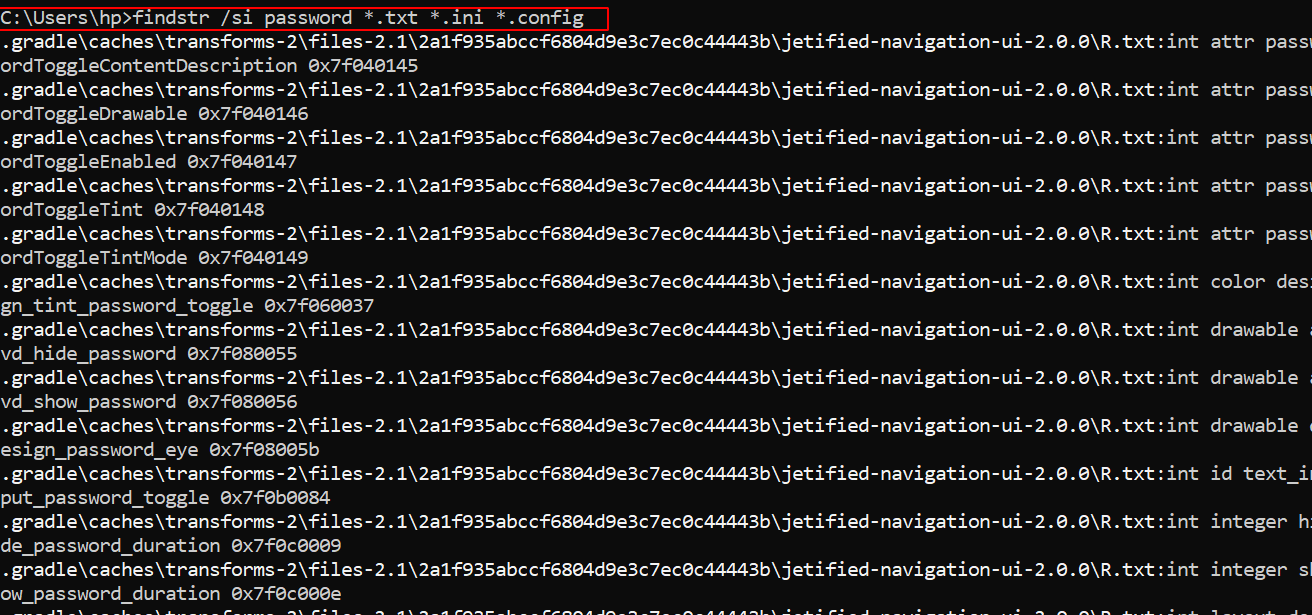 C:\Users\hp>findstr /si password *.txt *.ini *.config
.gradle\caches\transforms-2\files-2.1\2a1f935abccf6804d9e3c7ec0c44443b\jetified-navigation-ui-2.0.0\R.txt:int attr passw
ordToggleContentDescription 0x7f040145
.gradle\caches\transforms-2\files-2.1\2a1f935abccf6804d9e3c7ec0c44443b\jetified-navigation-ui-2.0.0\R.txt:int attr passw
ordToggleDrawable 0x7f040146
.gradle\caches\transforms-2\files-2.1\2a1f935abccf6804d9e3c7ec0c44443b\jetified-navigation-ui-2.0.0\R.txt:int attr passw
ordToggleEnabled 0x7f040147
.gradle\caches\transforms-2\files-2.1\2a1f935abccf6804d9e3c7ec0c44443b\jetified-navigation-ui-2.0.0\R.txt:int attr passw
ordToggleTint 0x7f040148
.gradle\caches\transforms-2\files-2.1\2a1f935abccf6804d9e3c7ec0c44443b\jetified-navigation-ui-2.0.0\R.txt:int attr passw
ordToggleTintMode 0x7f040149
.gradle\caches\transforms-2\files-2.1\2a1f935abccf6804d9e3c7ec0c44443b\jetified-navigation-ui-2.0.0\R.txt:int color desi
gn_tint_password_toggle 0x7f060037
.gradle\caches\transforms-2\files-2.1\2a1f935abccf6804d9e3c7ec0c44443b\jetified-navigation-ui-2.0.0\R.txt:int drawable a
vd_hide_password 0x7f080055
.gradle\caches\transforms-2\files-2.1\2a1f935abccf6804d9e3c7ec0c44443b\jetified-navigation-ui-2.0.0\R.txt:int drawable a
vd_show_password 0x7f080056
.gradle\caches\transforms-2\files-2.1\2a1f935abccf6804d9e3c7ec0c44443b\jetified-navigation-ui-2.0.0\R.txt:int drawable d
esign_password_eye 0x7f08005b
.gradle\caches\transforms-2\files-2.1\2a1f935abccf6804d9e3c7ec0c44443b\jetified-navigation-ui-2.0.0\R.txt:int id text_in
put_password_toggle 0x7f0b0084
.gradle\caches\transforms-2\files-2.1\2a1f935abccf6804d9e3c7ec0c44443b\jetified-navigation-ui-2.0.0\R.txt:int integer hi
de_password_duration 0x7f0c0009
.gradle\caches\transforms-2\files-2.1\2a1f935abccf6804d9e3c7ec0c44443b\jetified-navigation-ui-2.0.0\R.txt:int integer sh
ow_password_duration 0x7f0c000e